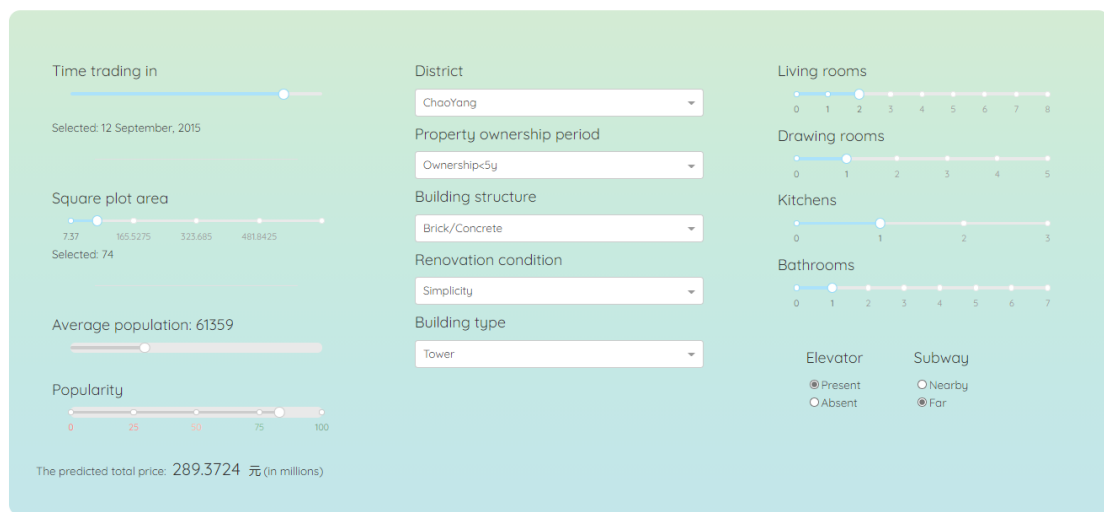 Time trading in
Selected: 12 September, 2015
Square plot area
7.37 165.5275 323.685 481.8425
Selected: 74
Average population: 61359
Popularity
0 25 50 75 100
The predicted total price: 289.3724 元 (in millions)
District
ChaoYang
Property ownership period
Ownership<5y
Building structure
Brick/Concrete
Renovation condition
Simplicity
Building type
Tower
Living rooms
0 1 2 3 4 5 6 7 8
Drawing rooms
0 1 2 3 4 5
Kitchens
0 1 2 3
Bathrooms
0 1 2 3 4 5 6 7
Elevator
Present
Absent
Subway
Nearby
Far